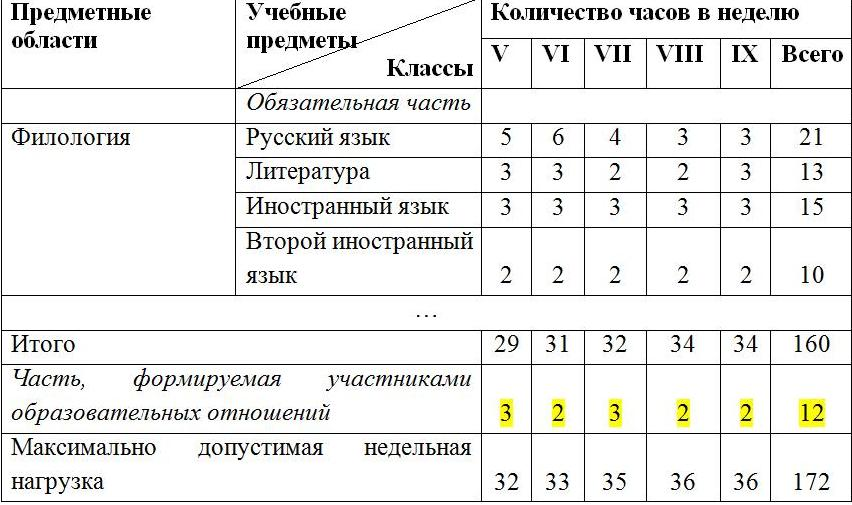 Предметные области Учебные предметы Классы Количество часов в неделю
V VI VII VIII IX Всего
Обязательная часть
Филология Русский язык 5 6 4 3 3 21
Литература 3 3 2 2 3 13
Иностранный язык 3 3 3 3 3 15
Второй иностранный
язык 2 2 2 2 2 10
…
Итого 29 31 32 34 34 160
Часть, формируемая участниками
образовательных отношений 3 2 3 2 2 12
Максимально допустимая недельная
нагрузка 32 33 35 36 36 172